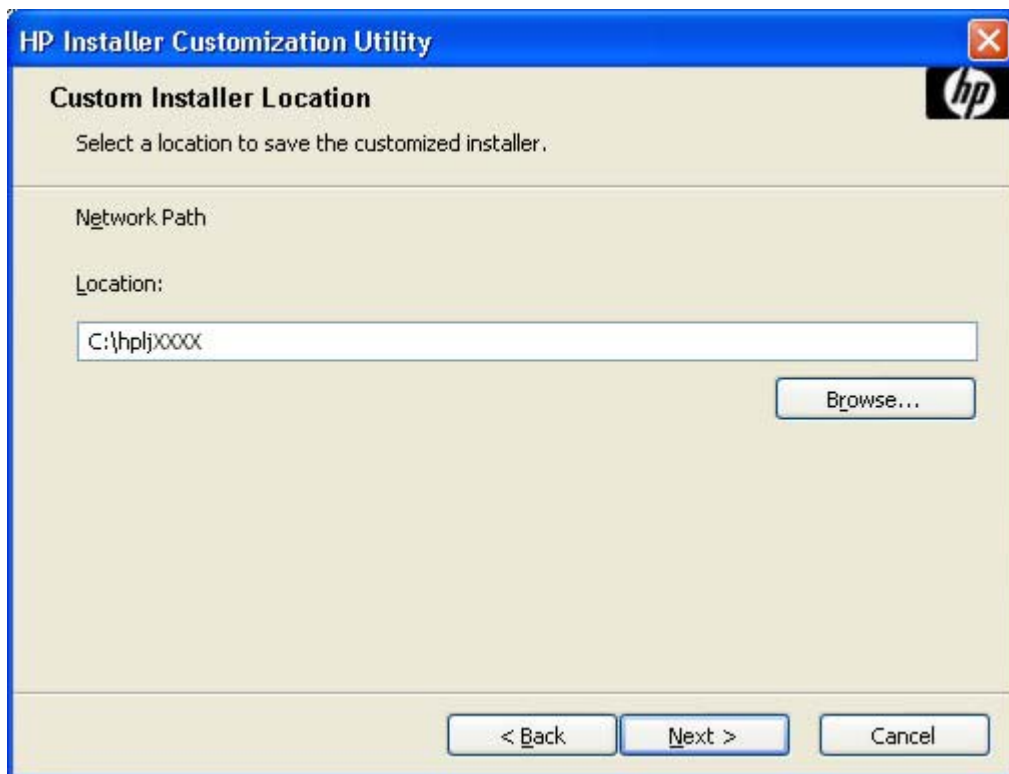 HP Installer Customization Utility
hp
Custom Installer Location
Select a location to save the customized installer.
Network Path
Location:
C:\hpljXXXX
Browse...
< Back
Next >
Cancel